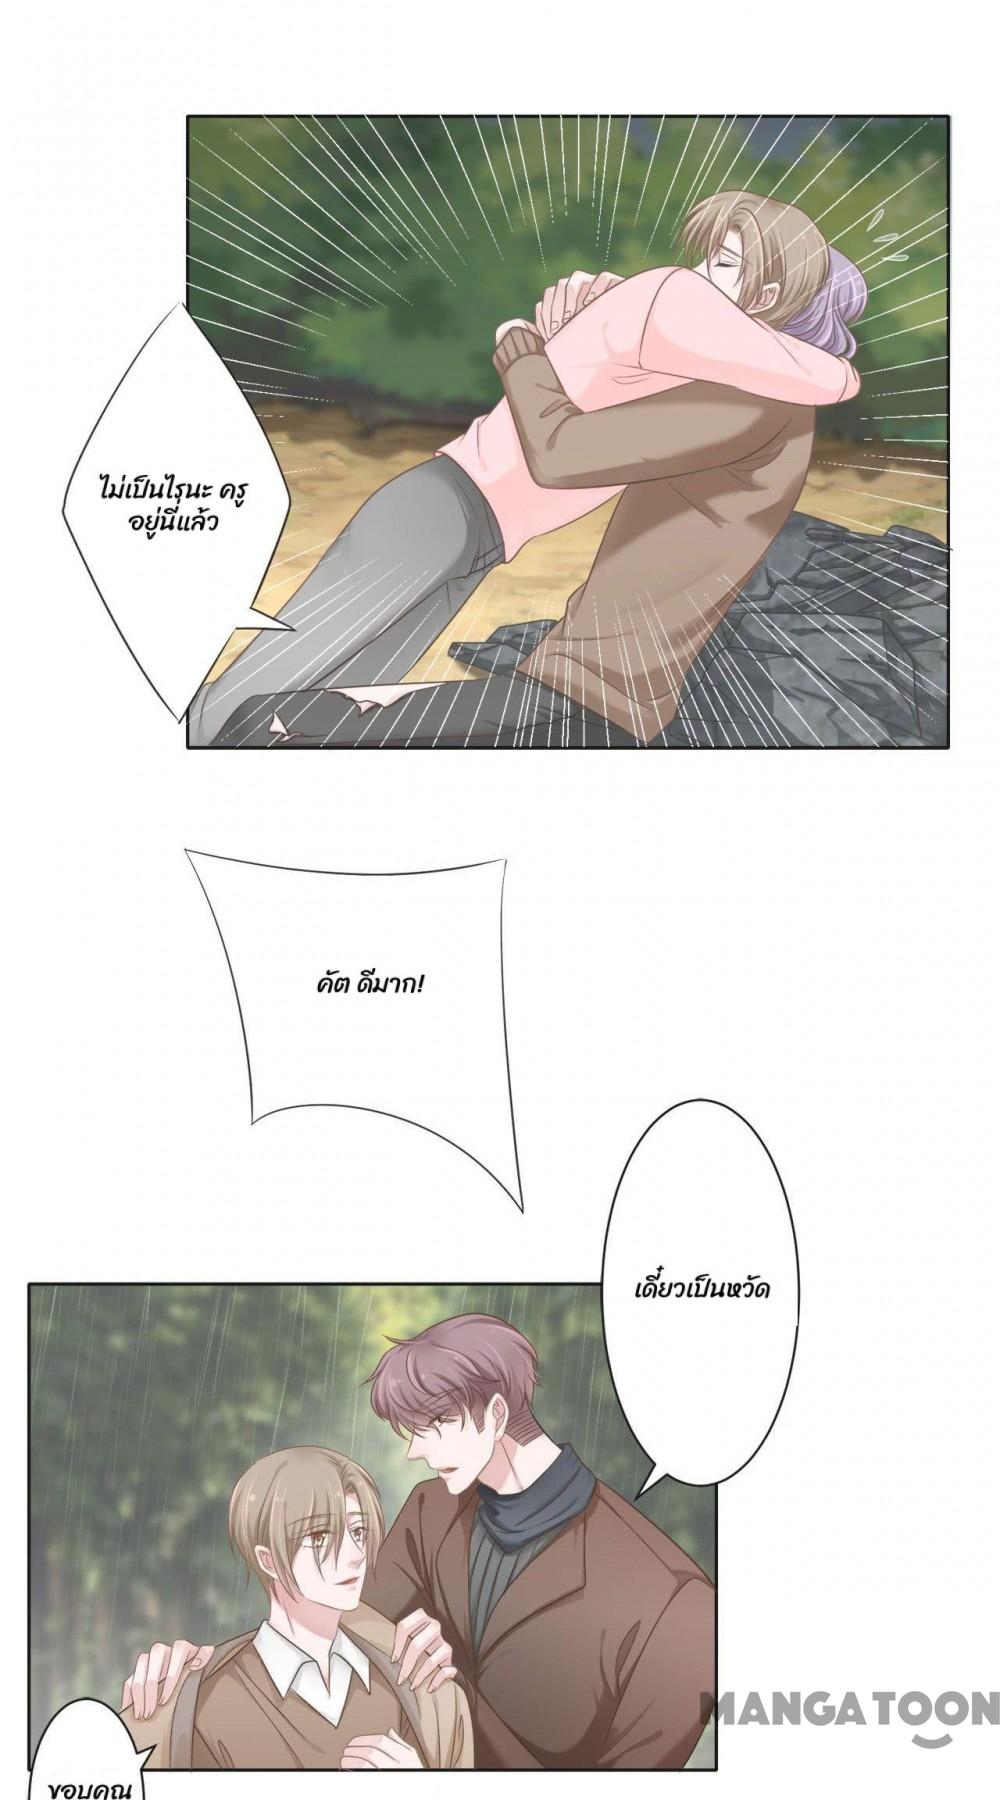 ไม่เป็นไรนะ ครู
อยู่นี่แล้ว
คัต ดีมาก!
เดี๋ยวเป็นหวัด
MANGATOON
ขอบคุณ